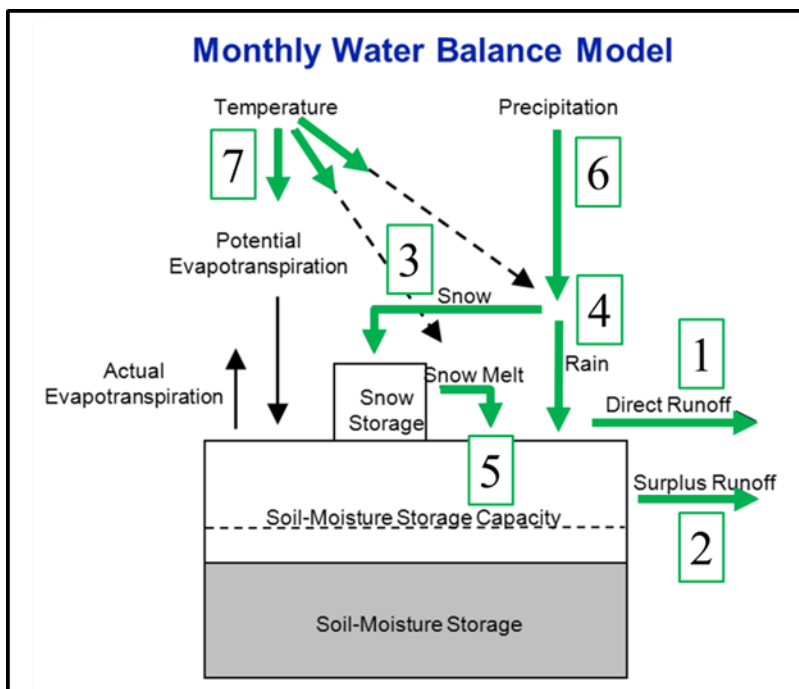 Monthly Water Balance Model
Temperature
Precipitation
7
6
Potential
Evapotranspiration
3
Snow
4
1
Actual
Evapotranspiration
Snow Melt
Rain
Snow
Storage
Direct Runoff
5
Surplus Runoff
Soil-Moisture Storage Capacity
2
Soil-Moisture Storage